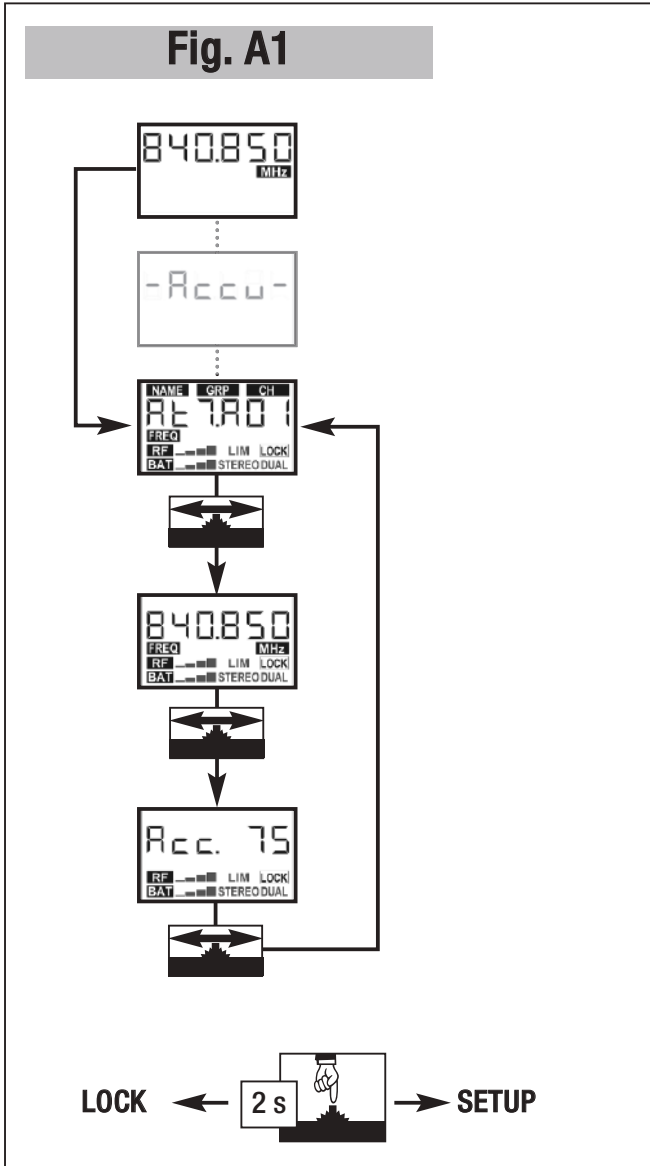 Fig. A1
840.850
MHz
-Accu-
NAME GRP CH
At 7.A01
FREQ
RF LIM LOCK
BAT STEREO DUAL
840.850
FREQ MHz
RF LIM LOCK
BAT STEREO DUAL
Acc. 75
RF LIM LOCK
BAT STEREO DUAL
LOCK 2 s SETUP